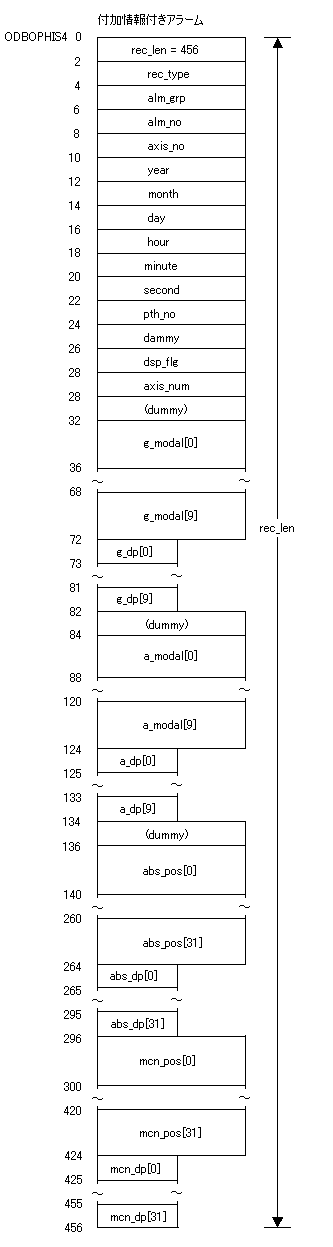 付加情報付きアラーム
ODBOPHIS4 0
rec_len = 456
2
rec_type
4
alm_grp
6
alm_no
8
axis_no
10
year
12
month
14
day
16
hour
18
minute
20
second
22
pth_no
24
dammy
26
dsp_flg
28
axis_num
28
(dummy)
32
g_modal[0]
36
～ ～
68
g_modal[9]
rec_len
72
g_dp[0]
73
～ ～
81
g_dp[9]
82
(dummy)
84
a_modal[0]
88
～ ～
120
a_modal[9]
124
a_dp[0]
125
～ ～
133
a_dp[9]
134
(dummy)
136
abs_pos[0]
140
～ ～
260
abs_pos[31]
264
abs_dp[0]
265
～ ～
295
abs_dp[31]
296
mcn_pos[0]
300
～ ～
420
mcn_pos[31]
424
mcn_dp[0]
425
～ ～
455
mcn_dp[31]
456